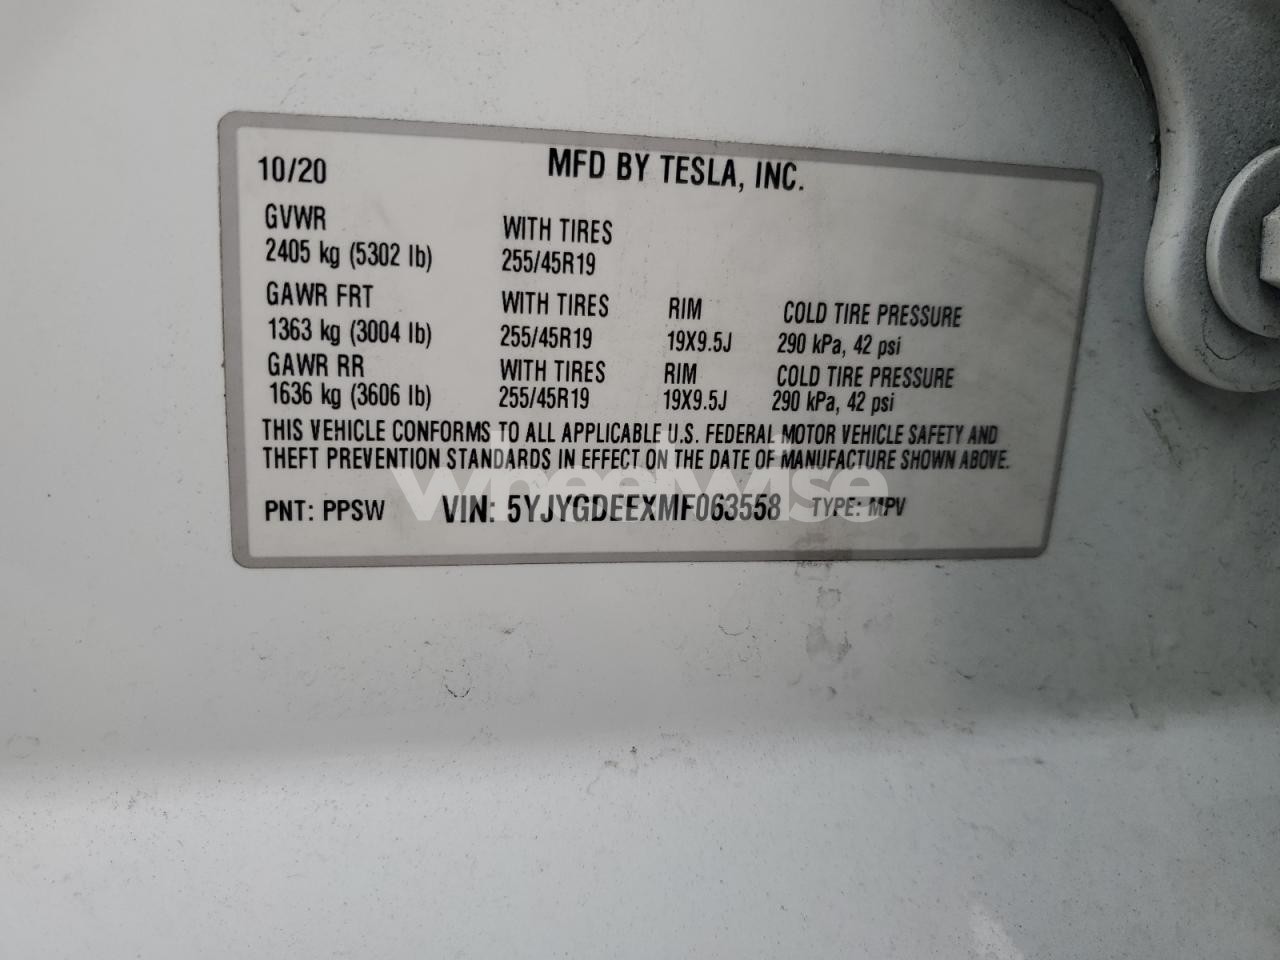 10/20 MFD BY TESLA, INC.
GVWR WITH TIRES
2405 kg (5302 lb) 255/45R19
GAWR FRT WITH TIRES RIM COLD TIRE PRESSURE
1363 kg (3004 lb) 255/45R19 19X9.5J 290 kPa, 42 psi
GAWR RR WITH TIRES RIM COLD TIRE PRESSURE
1636 kg (3606 lb) 255/45R19 19X9.5J 290 kPa, 42 psi
THIS VEHICLE CONFORMS TO ALL APPLICABLE U.S. FEDERAL MOTOR VEHICLE SAFETY AND
THEFT PREVENTION STANDARDS IN EFFECT ON THE DATE OF MANUFACTURE SHOWN ABOVE.
wheelwise
PNT: PPSW VIN: 5YJYGDEEXMF063558 TYPE: MPV